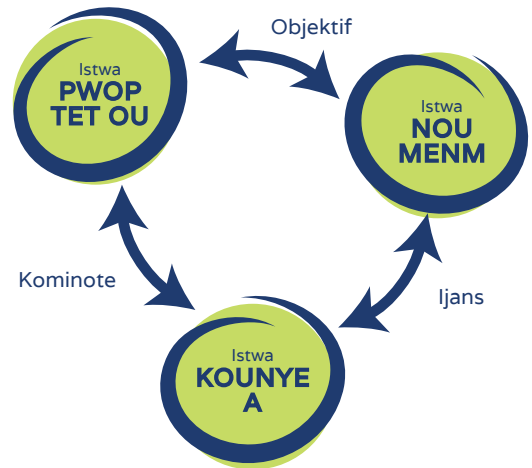 Objektif
Istwa
PWOP
TET OU
Istwa
NOU
MENM
Kominote
Ijans
Istwa
KOUNYE
A